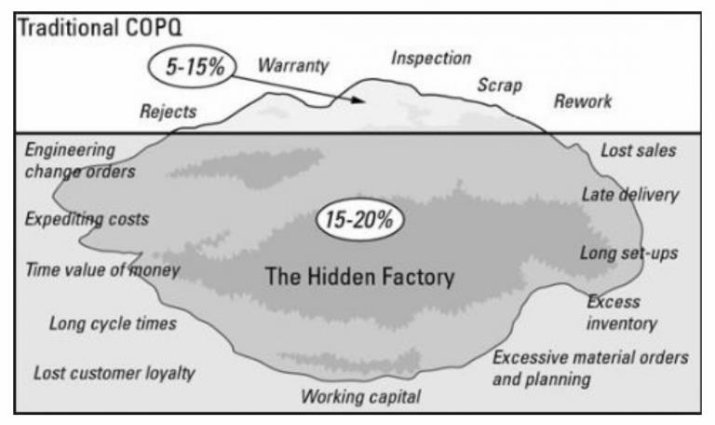 Traditional COPQ
5-15%
Warranty
Inspection
Scrap
Rejects
Rework
Engineering
change orders
Lost sales
Late delivery
Expediting costs
15-20%
Long set-ups
Time value of money
The Hidden Factory
Excess
inventory
Long cycle times
Excessive material orders
and planning
Lost customer loyalty
Working capital